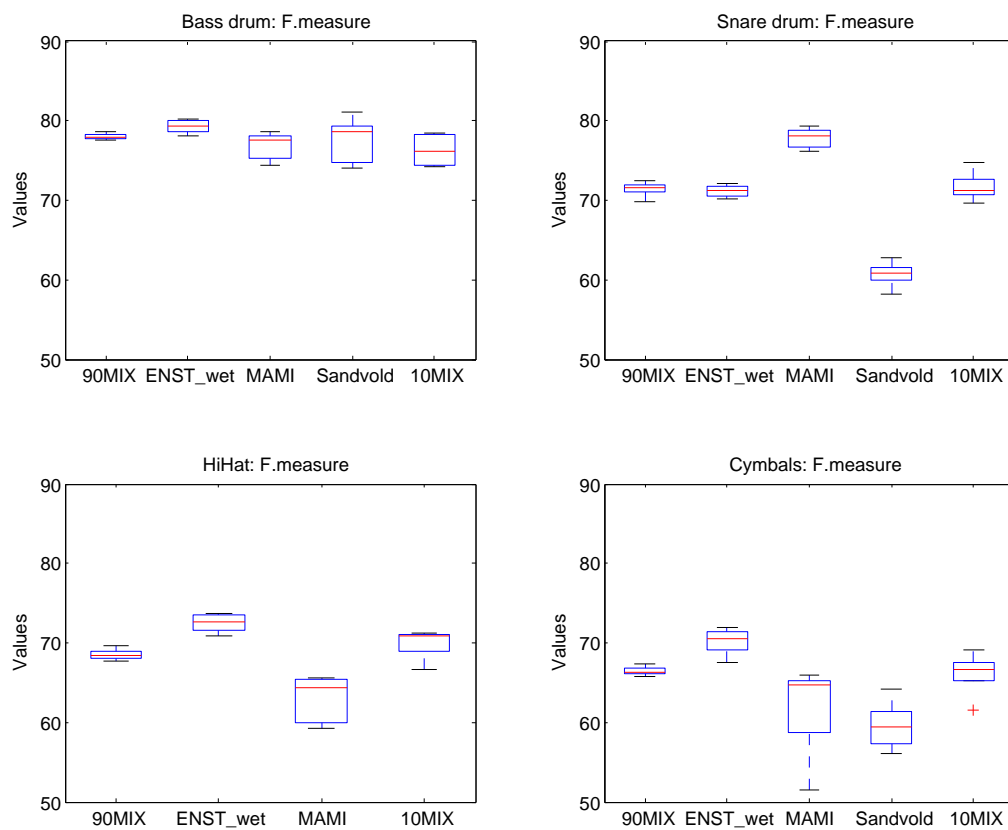 Bass drum: F.measure
90
80
70
60
50
Values
90MIX ENST_wet MAMI Sandvold 10MIX
Snare drum: F.measure
90
80
70
60
50
Values
90MIX ENST_wet MAMI Sandvold 10MIX
HiHat: F.measure
90
80
70
60
50
Values
90MIX ENST_wet MAMI 10MIX
Cymbals: F.measure
90
80
70
60
50
Values
90MIX ENST_wet MAMI Sandvold 10MIX